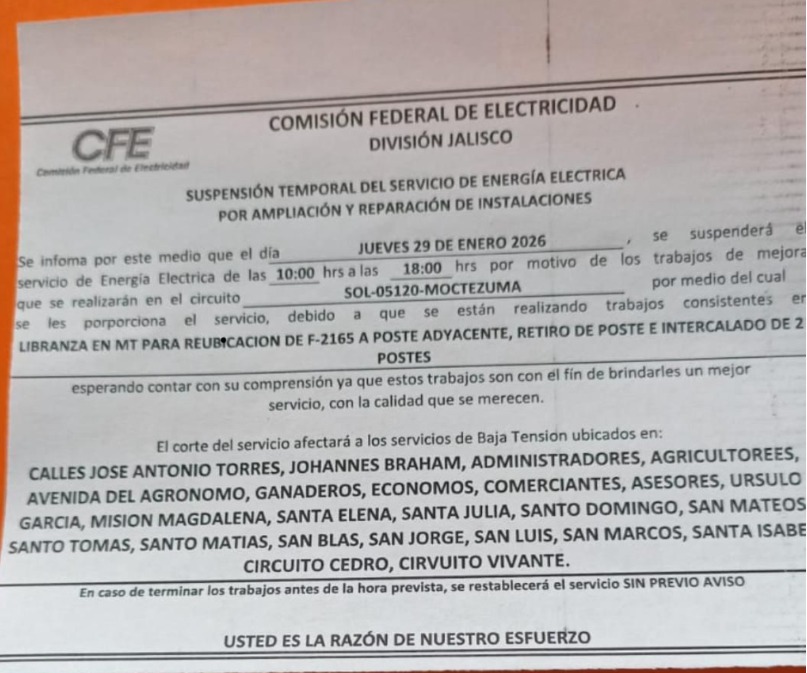 COMISIÓN FEDERAL DE ELECTRICIDAD
DIVISIÓN JALISCO
CFE
Comisión Federal de Electricidad
SUSPENSIÓN TEMPORAL DEL SERVICIO DE ENERGÍA ELECTRICA
POR AMPLIACIÓN Y REPARACIÓN DE INSTALACIONES
Se infoma por este medio que el día JUEVES 29 DE ENERO 2026, se suspenderá el
servicio de Energía Electrica de las 10:00 hrs a las 18:00 hrs por motivo de los trabajos de mejora
que se realizarán en el circuito SOL-05120-MOCTEZUMA por medio del cual
se les porporciona el servicio, debido a que se están realizando trabajos consistentes en
LIBRANZA EN MT PARA REUBICACION DE F-2165 A POSTE ADYACENTE, RETIRO DE POSTE E INTERCALADO DE 2
POSTES
esperando contar con su comprensión ya que estos trabajos son con el fín de brindarles un mejor
servicio, con la calidad que se merecen.
El corte del servicio afectará a los servicios de Baja Tension ubicados en:
CALLES JOSE ANTONIO TORRES, JOHANNES BRAHAM, ADMINISTRADORES, AGRICULTOREES,
AVENIDA DEL AGRONOMO, GANADEROS, ECONOMOS, COMERCIANTES, ASESORES, URSULO
GARCIA, MISION MAGDALENA, SANTA ELENA, SANTA JULIA, SANTO DOMINGO, SAN MATEOS
SANTO TOMAS, SANTO MATIAS, SAN BLAS, SAN JORGE, SAN LUIS, SAN MARCOS, SANTA ISABE
CIRCUITO CEDRO, CIRVUITO VIVANTE.
En caso de terminar los trabajos antes de la hora prevista, se restablecerá el servicio SIN PREVIO AVISO
USTED ES LA RAZÓN DE NUESTRO ESFUERZO